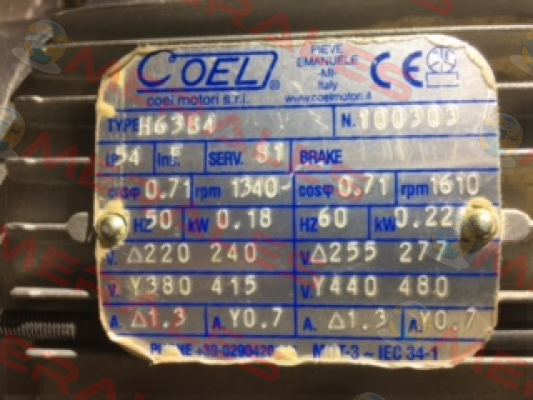 COEL®
PIEVE
EMANUELE
-MI-
Italy
CE
coel motori s.r.l.
www.coelmotori.it
TYPE H63B4 N. 100303
IP54 Ins. F SERV. S1 BRAKE
cosφ 0.71 rpm 1340 cosφ 0.71 rpm 1610
HZ 50 kW 0.18 HZ 60 kW 0.22
V. Δ220 240 V. Δ255 277
V. Y380 415 V. Y440 480
A. Δ1.3 A. Y0.7 A. Δ1.3 A. Y0.7
3 ~ IEC 34-1